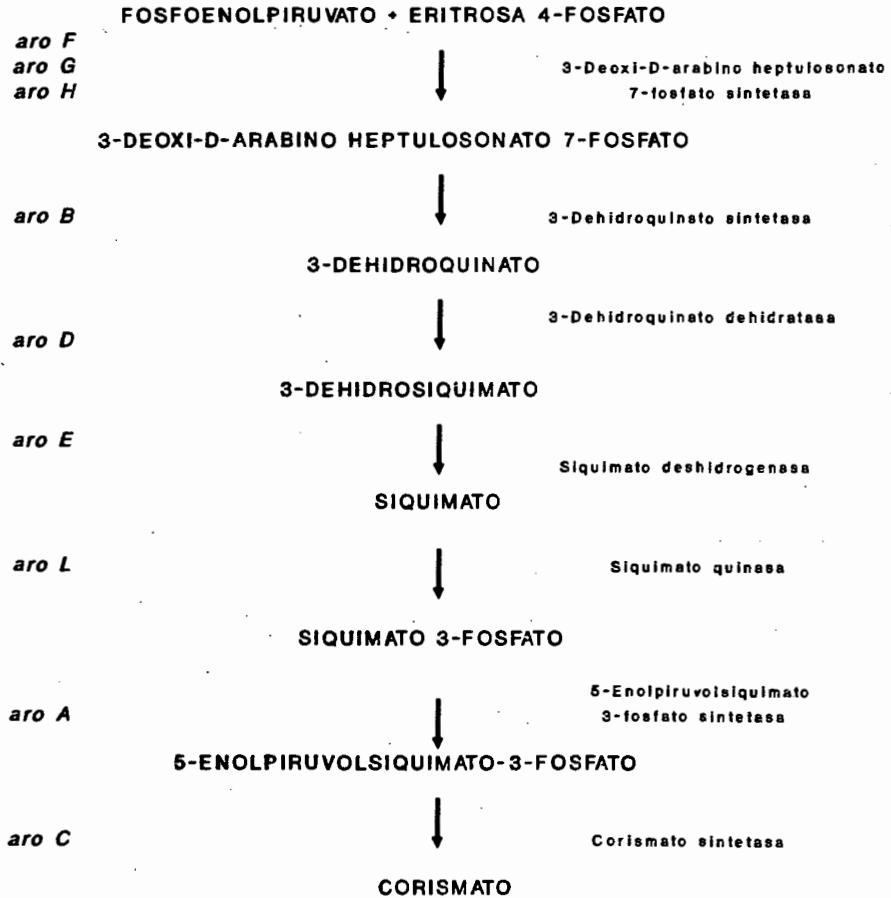 FOSFOENOLPIRUVATO + ERITROSA 4-FOSFATO
aro F
aro G
aro H
3-Deoxi-D-arabino heptulosonato
7-fosfato sintetasa
3-DEOXI-D-ARABINO HEPTULOSONATO 7-FOSFATO
aro B
3-Dehidroquinato sintetasa
3-DEHIDROQUINATO
3-Dehidroquinato dehidratasa
aro D
3-DEHIDROSIQUIMATO
aro E
Siquimato deshidrogenasa
SIQUIMATO
aro L
Siquimato quinasa
SIQUIMATO 3-FOSFATO
5-Enolpiruvolsiquimato
aro A
3-fosfato sintetasa
5-ENOLPIRUVOLSIQUIMATO-3-FOSFATO
aro C
Corismato sintetasa
CORISMATO